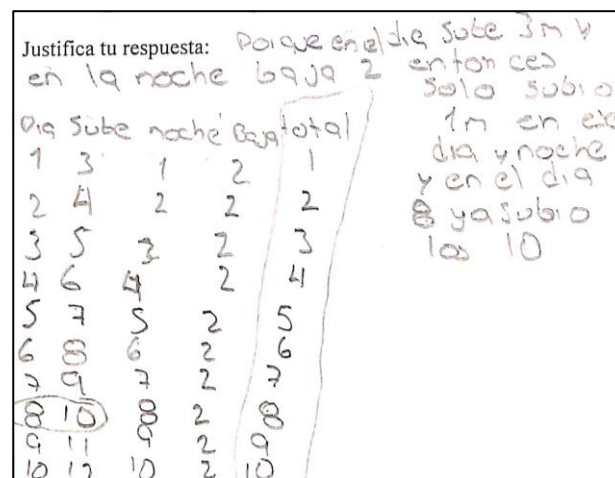 Justifica tu respuesta: Porque en el dia sube 3m y
en la noche baja 2 entonces
solo subio
1m en ese
dia y noche
y en el dia
8 ya subio
los 10
Dia Sube noche Baja total
1 3 1 2 1
2 4 2 2 2
3 5 3 2 3
4 6 4 2 4
5 7 5 2 5
6 8 6 2 6
7 9 7 2 7
8 10 8 2 8
9 11 9 2 9
10 12 10 2 10